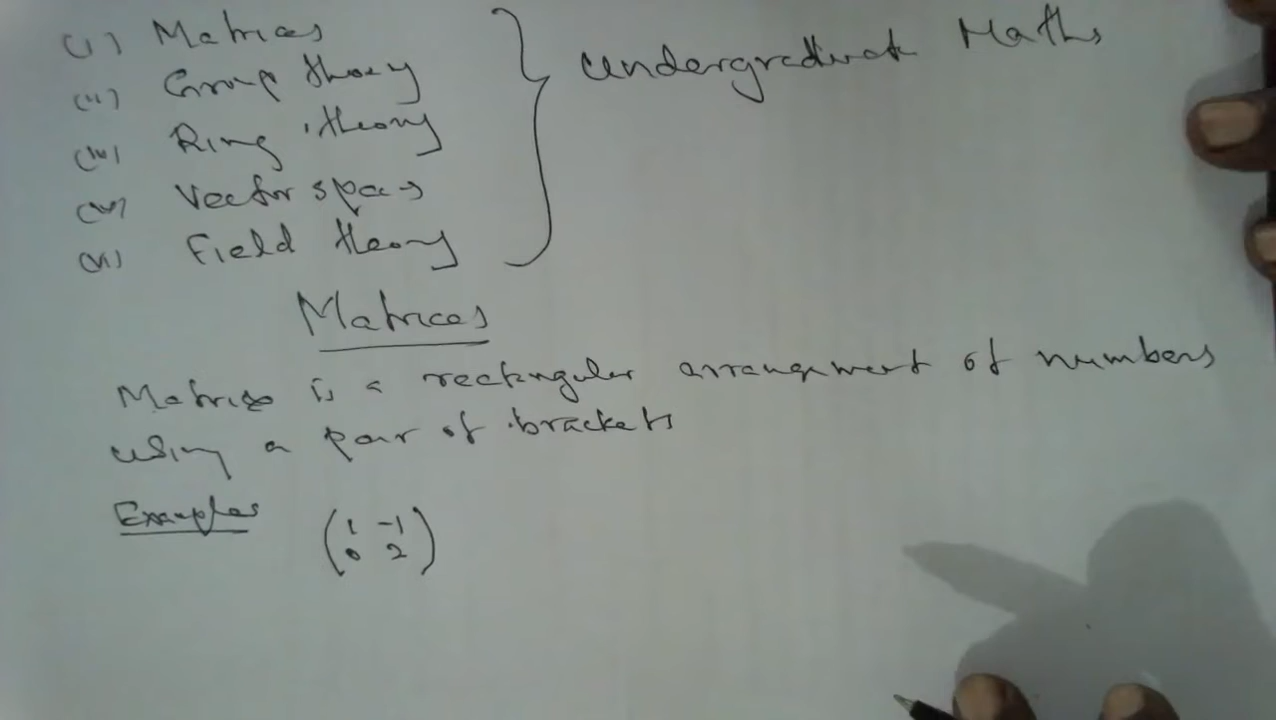 (i) Matrices
(ii) Group theory
(iv) Ring theory
(v) Vector spaces
(vi) Field theory
} Undergraduate Maths
Matrices
Matrix is a rectangular arrangement of numbers
using a pair of brackets
Examples
(1 -1
0 2)